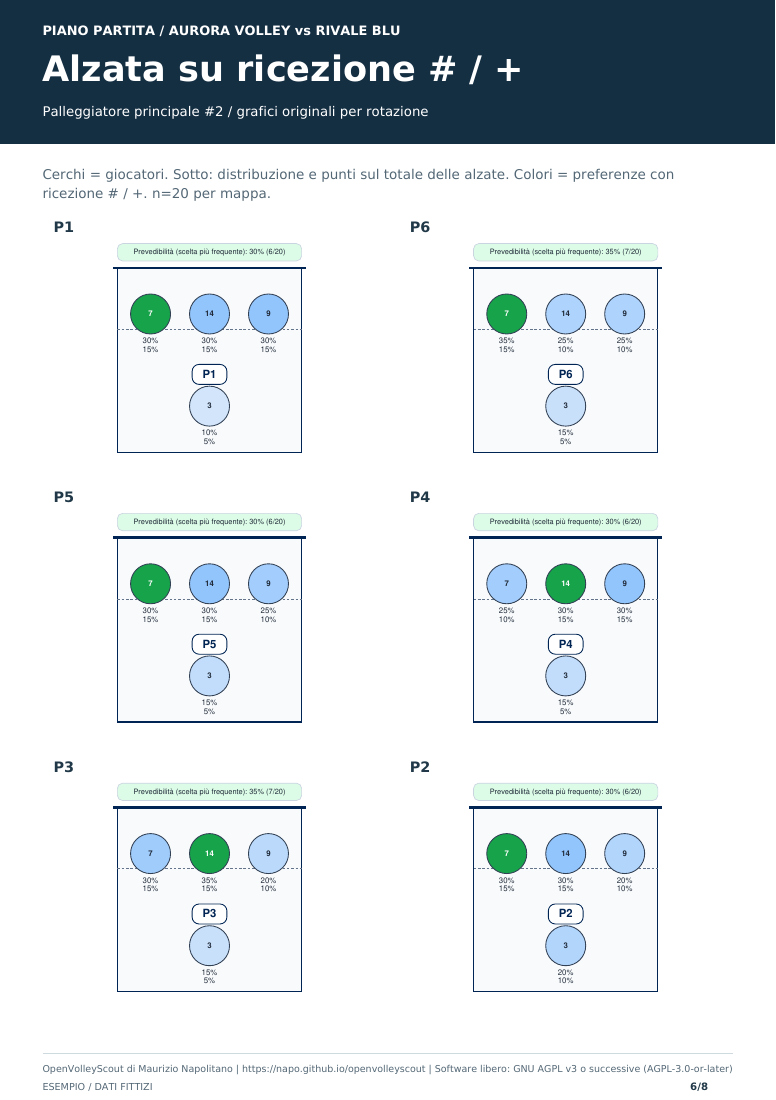 PIANO PARTITA / AURORA VOLLEY vs RIVALE BLU
Alzata su ricezione # / +
Palleggiatore principale #2 / grafici originali per rotazione
Cerchi = giocatori. Sotto: distribuzione e punti sul totale delle alzate. Colori = preferenze con
ricezione # / +. n=20 per mappa.
P1
Prevedibilità (scelta più frequente): 30% (6/20)
7 14 9
30% 30% 30%
15% 15% 15%
P1
3
10%
5%
P6
Prevedibilità (scelta più frequente): 35% (7/20)
7 14 9
35% 25% 25%
15% 10% 10%
P6
3
15%
5%
P5
Prevedibilità (scelta più frequente): 30% (6/20)
7 14 9
30% 30% 25%
15% 15% 10%
P5
3
15%
5%
P4
Prevedibilità (scelta più frequente): 30% (6/20)
7 14 9
25% 30% 30%
10% 15% 15%
P4
3
15%
5%
P3
Prevedibilità (scelta più frequente): 35% (7/20)
7 14 9
30% 35% 20%
15% 15% 10%
P3
3
15%
5%
P2
Prevedibilità (scelta più frequente): 30% (6/20)
7 14 9
30% 30% 20%
15% 15% 10%
P2
3
20%
10%
OpenVolleyScout di Maurizio Napolitano | https://napo.github.io/openvolleyscout | Software libero: GNU AGPL v3 o successive (AGPL-3.0-or-later)
ESEMPIO / DATI FITTIZI
6/8